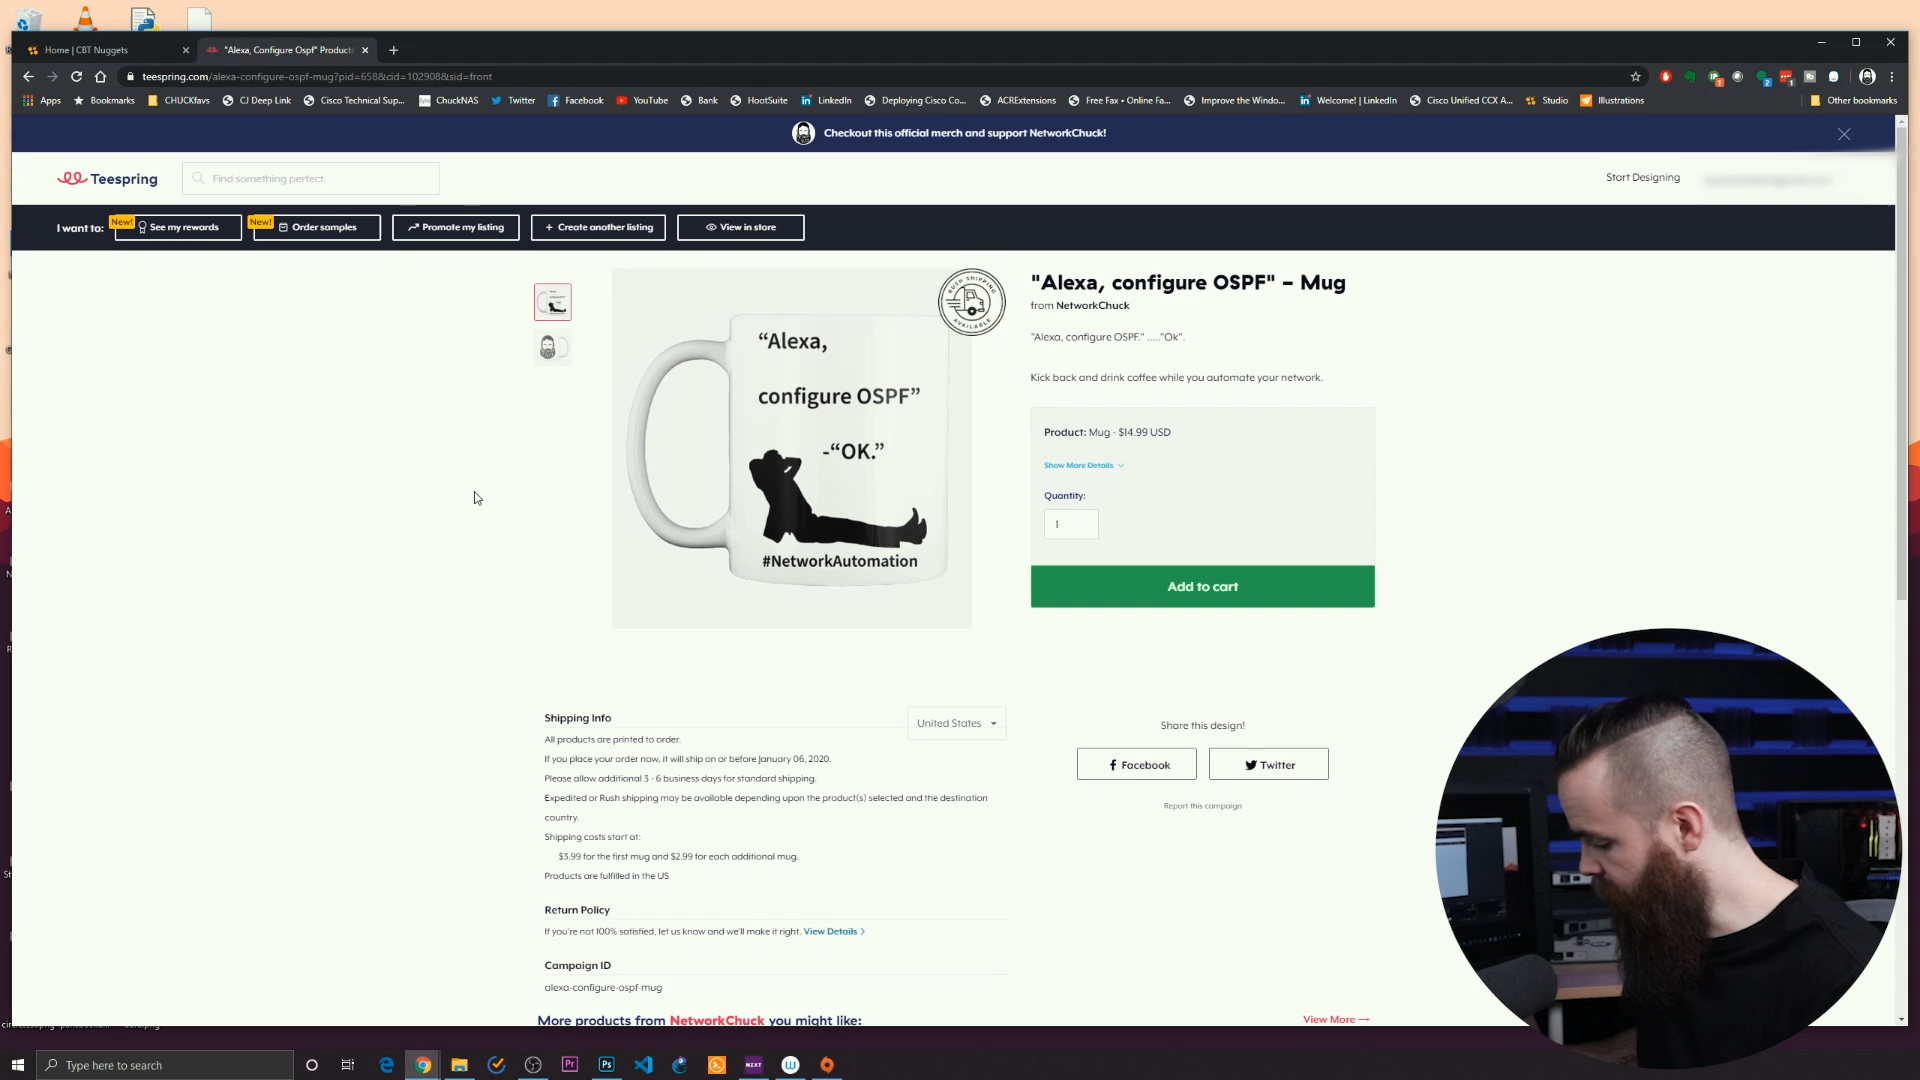 Home | CBT Nuggets
"Alexa, Configure Ospf" Products
teespring.com/alexa-configure-ospf-mug?pid=658&cid=102908&sid=front
Apps
Bookmarks
CHUCKfavs
CJ Deep Link
Cisco Technical Sup...
ChuckNAS
Twitter
Facebook
YouTube
Bank
HootSuite
LinkedIn
Deploying Cisco Co...
ACRExtensions
Free Fax • Online Fa...
Improve the Windo...
Welcome! | LinkedIn
Cisco Unified CCX A...
Studio
Illustrations
Other bookmarks
Checkout this official merch and support NetworkChuck!
Teespring
Find something perfect.
Start Designing
I want to:
New!
See my rewards
New!
Order samples
Promote my listing
+ Create another listing
View in store
RUSH SHIPPING
AVAILABLE
“Alexa,
configure OSPF”
-“OK.”
#NetworkAutomation
"Alexa, configure OSPF" - Mug
from NetworkChuck
"Alexa, configure OSPF." ....."Ok".
Kick back and drink coffee while you automate your network.
Product: Mug - $14.99 USD
Show More Details
Quantity:
1
Add to cart
Shipping Info
United States
All products are printed to order.
If you place your order now, it will ship on or before January 06, 2020.
Please allow additional 3 - 6 business days for standard shipping.
Expedited or Rush shipping may be available depending upon the product(s) selected and the destination
country.
Shipping costs start at:
$3.99 for the first mug and $2.99 for each additional mug.
Products are fulfilled in the US
Return Policy
If you're not 100% satisfied, let us know and we'll make it right. View Details >
Campaign ID
alexa-configure-ospf-mug
Share this design!
Facebook
Twitter
Report this campaign
More products from NetworkChuck you might like:
View More →
Type here to search
Pr
Ps